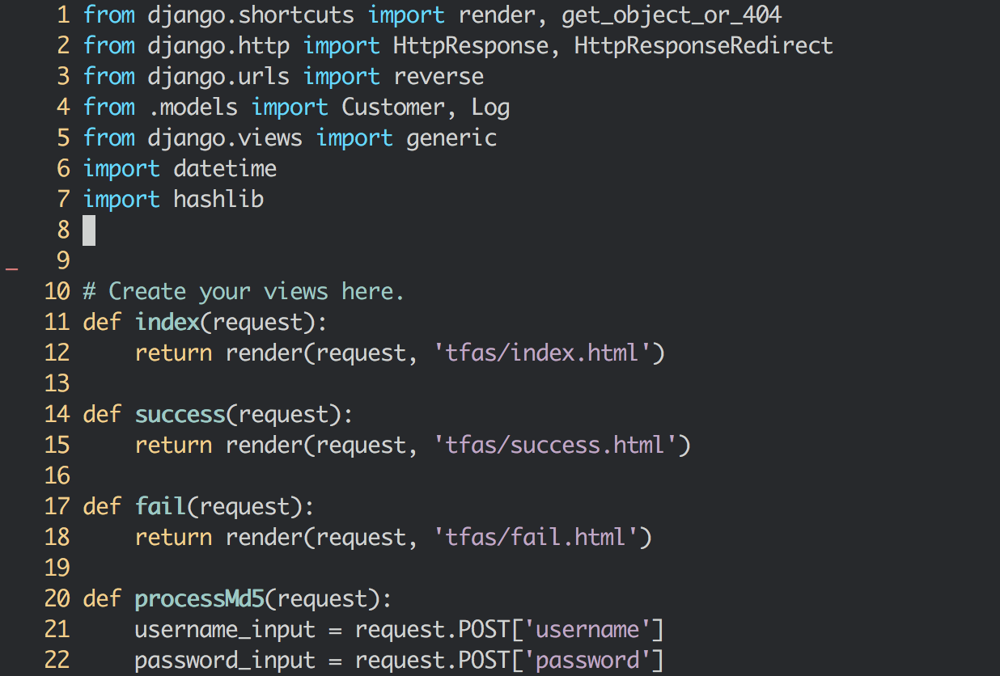 1 from django.shortcuts import render, get_object_or_404
2 from django.http import HttpResponse, HttpResponseRedirect
3 from django.urls import reverse
4 from .models import Customer, Log
5 from django.views import generic
6 import datetime
7 import hashlib
8
9
10 # Create your views here.
11 def index(request):
12     return render(request, 'tfas/index.html')
13
14 def success(request):
15     return render(request, 'tfas/success.html')
16
17 def fail(request):
18     return render(request, 'tfas/fail.html')
19
20 def processMd5(request):
21     username_input = request.POST['username']
22     password_input = request.POST['password']